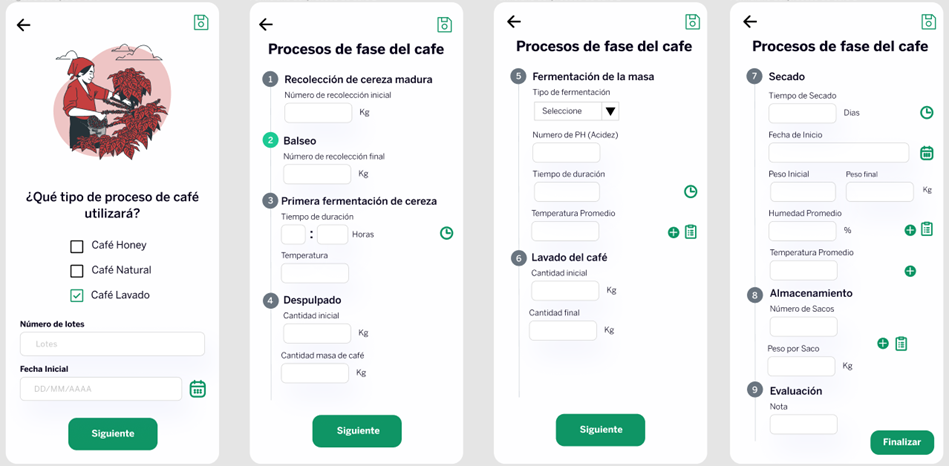 ¿Qué tipo de proceso de café
utilizará?
Café Honey
Café Natural
Café Lavado
Número de lotes
Lotes
Fecha Inicial
DD/MM/AAAA
Siguiente
Procesos de fase del cafe
1 Recolección de cereza madura
Número de recolección inicial
Kg
2 Balseo
Número de recolección final
Kg
3 Primera fermentación de cereza
Tiempo de duración
: Horas
Temperatura
4 Despulpado
Cantidad inicial
Kg
Cantidad masa de café
Kg
Siguiente
Procesos de fase del cafe
5 Fermentación de la masa
Tipo de fermentación
Seleccione
Numero de PH (Acidez)
Tiempo de duración
Temperatura Promedio
6 Lavado del café
Cantidad inicial
Kg
Cantidad final
Kg
Siguiente
Procesos de fase del cafe
7 Secado
Tiempo de Secado
Dias
Fecha de Inicio
Peso Inicial Peso final
Kg
Humedad Promedio
%
Temperatura Promedio
8 Almacenamiento
Número de Sacos
Peso por Saco
Kg
9 Evaluación
Nota
Finalizar